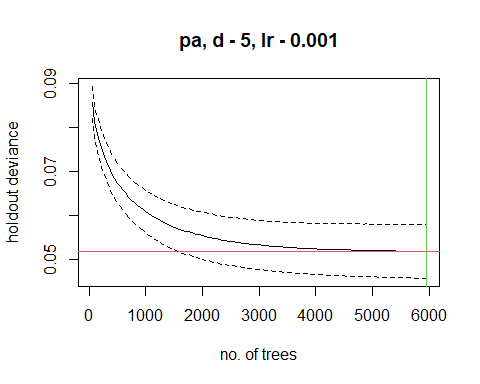 pa, d - 5, lr - 0.001
holdout deviance
0.09
0.07
0.05
0 1000 2000 3000 4000 5000 6000
no. of trees